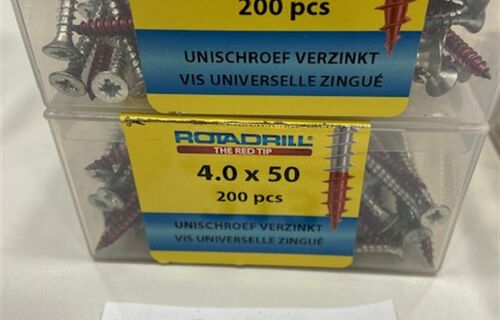 200 pcs
UNISCHROEF VERZINKT
VIS UNIVERSELLE ZINGUÉ
ROTADRILL
THE RED TIP
4.0 x 50
200 pcs
UNISCHROEF VERZINKT
VIS UNIVERSELLE ZINGUÉ